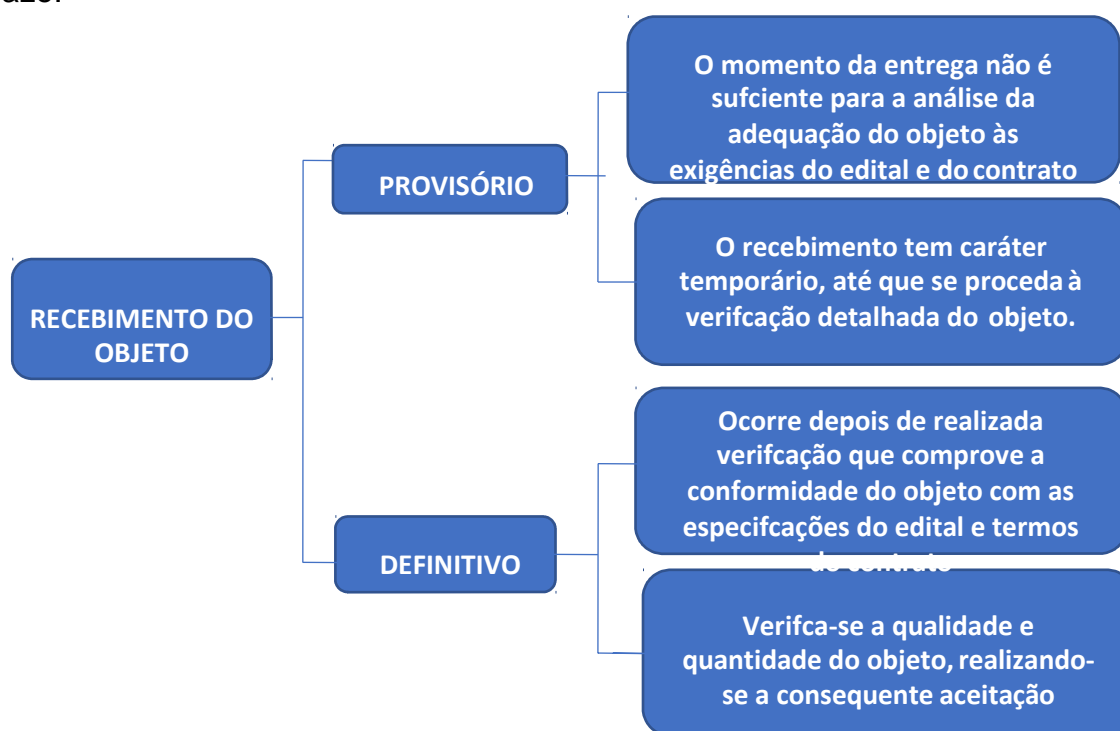 RECEBIMENTO DO
OBJETO
PROVISÓRIO
O momento da entrega não é
sufciente para a análise da
adequação do objeto às
exigências do edital e do contrato
O recebimento tem caráter
temporário, até que se proceda à
verifcação detalhada do objeto.
DEFINITIVO
Ocorre depois de realizada
verifcação que comprove a
conformidade do objeto com as
especifcações do edital e termos
do contrato
Verifca-se a qualidade e
quantidade do objeto, realizando-
se a consequente aceitação